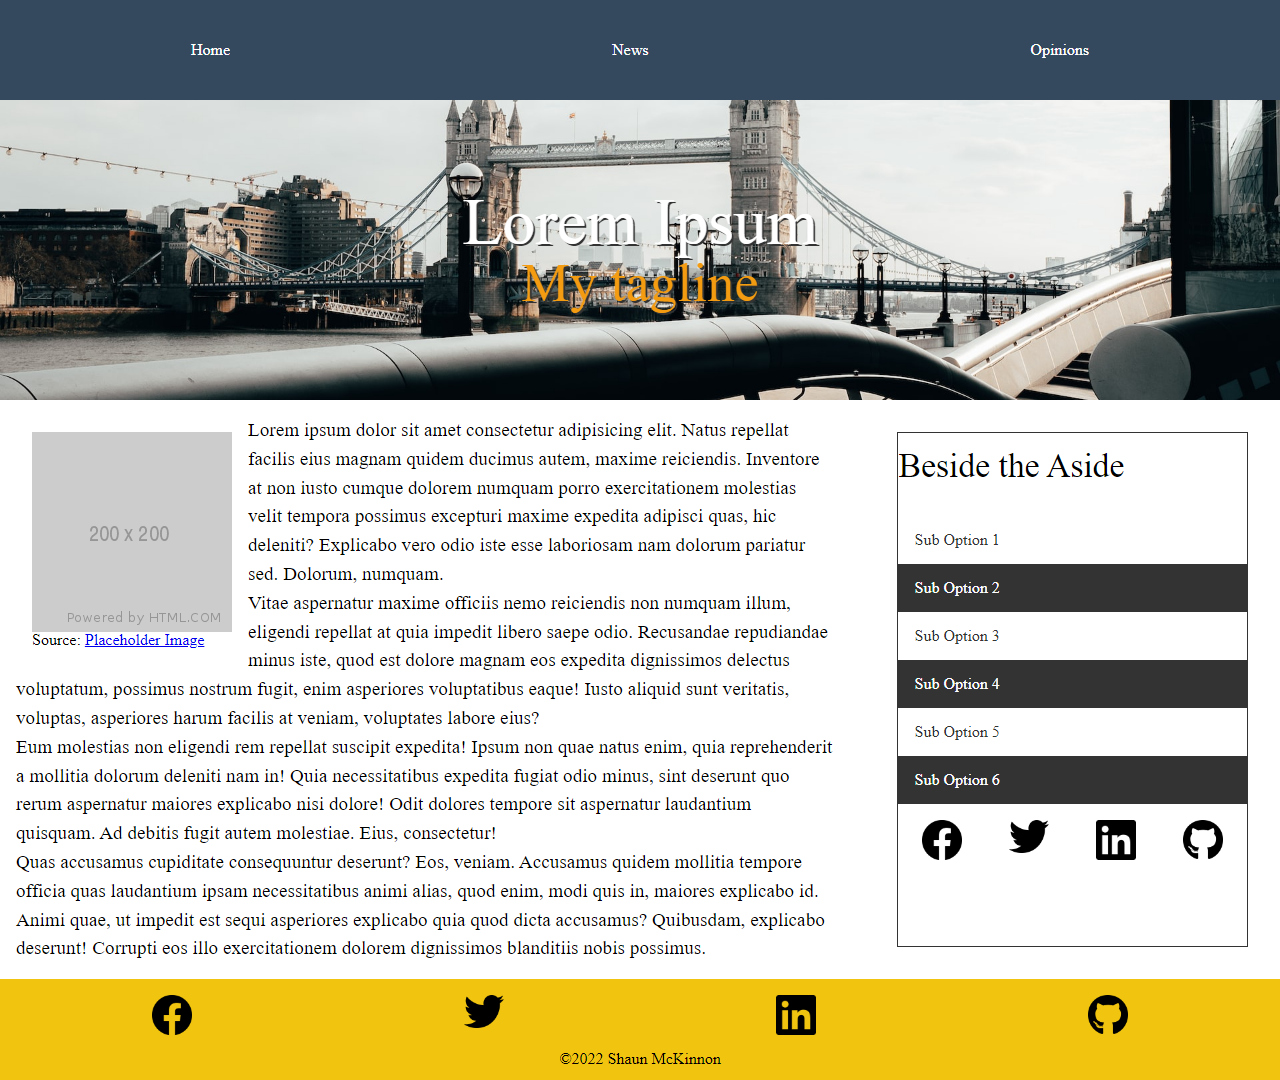 Home
News
Opinions
Lorem Ipsum
My tagline
200 x 200
Powered by HTML.COM
Source: Placeholder Image
Lorem ipsum dolor sit amet consectetur adipisicing elit. Natus repellat
facilis eius magnam quidem ducimus autem, maxime reiciendis. Inventore
at non iusto cumque dolorem numquam porro exercitationem molestias
velit tempora possimus excepturi maxime expedita adipisci quas, hic
deleniti? Explicabo vero odio iste esse laboriosam nam dolorum pariatur
sed. Dolorum, numquam.
Vitae aspernatur maxime officiis nemo reiciendis non numquam illum,
eligendi repellat at quia impedit libero saepe odio. Recusandae repudiandae
minus iste, quod est dolore magnam eos expedita dignissimos delectus
voluptatum, possimus nostrum fugit, enim asperiores voluptatibus eaque! Iusto aliquid sunt veritatis,
voluptas, asperiores harum facilis at veniam, voluptates labore eius?
Eum molestias non eligendi rem repellat suscipit expedita! Ipsum non quae natus enim, quia reprehenderit
a mollitia dolorum deleniti nam in! Quia necessitatibus expedita fugiat odio minus, sint deserunt quo
rerum aspernatur maiores explicabo nisi dolore! Odit dolores tempore sit aspernatur laudantium
quisquam. Ad debitis fugit autem molestiae. Eius, consectetur!
Quas accusamus cupiditate consequuntur deserunt? Eos, veniam. Accusamus quidem mollitia tempore
officia quas laudantium ipsam necessitatibus animi alias, quod enim, modi quis in, maiores explicabo id.
Animi quae, ut impedit est sequi asperiores explicabo quia quod dicta accusamus? Quibusdam, explicabo
deserunt! Corrupti eos illo exercitationem dolorem dignissimos blanditiis nobis possimus.
Beside the Aside
Sub Option 1
Sub Option 2
Sub Option 3
Sub Option 4
Sub Option 5
Sub Option 6
©2022 Shaun McKinnon